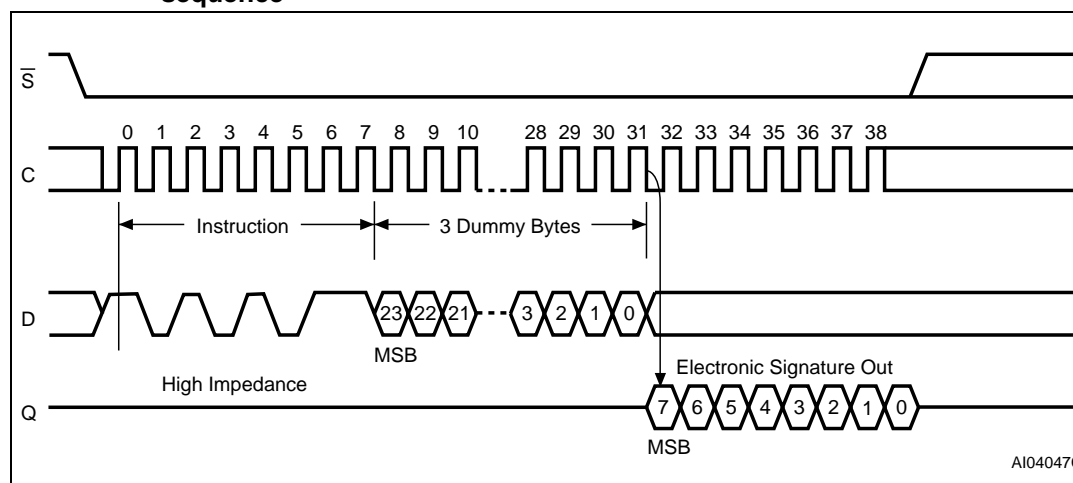 sequence
S
0 1 2 3 4 5 6 7 8 9 10 28 29 30 31 32 33 34 35 36 37 38
C
Instruction 3 Dummy Bytes
D
23 22 21 3 2 1 0
MSB
High Impedance
Electronic Signature Out
Q
7 6 5 4 3 2 1 0
MSB